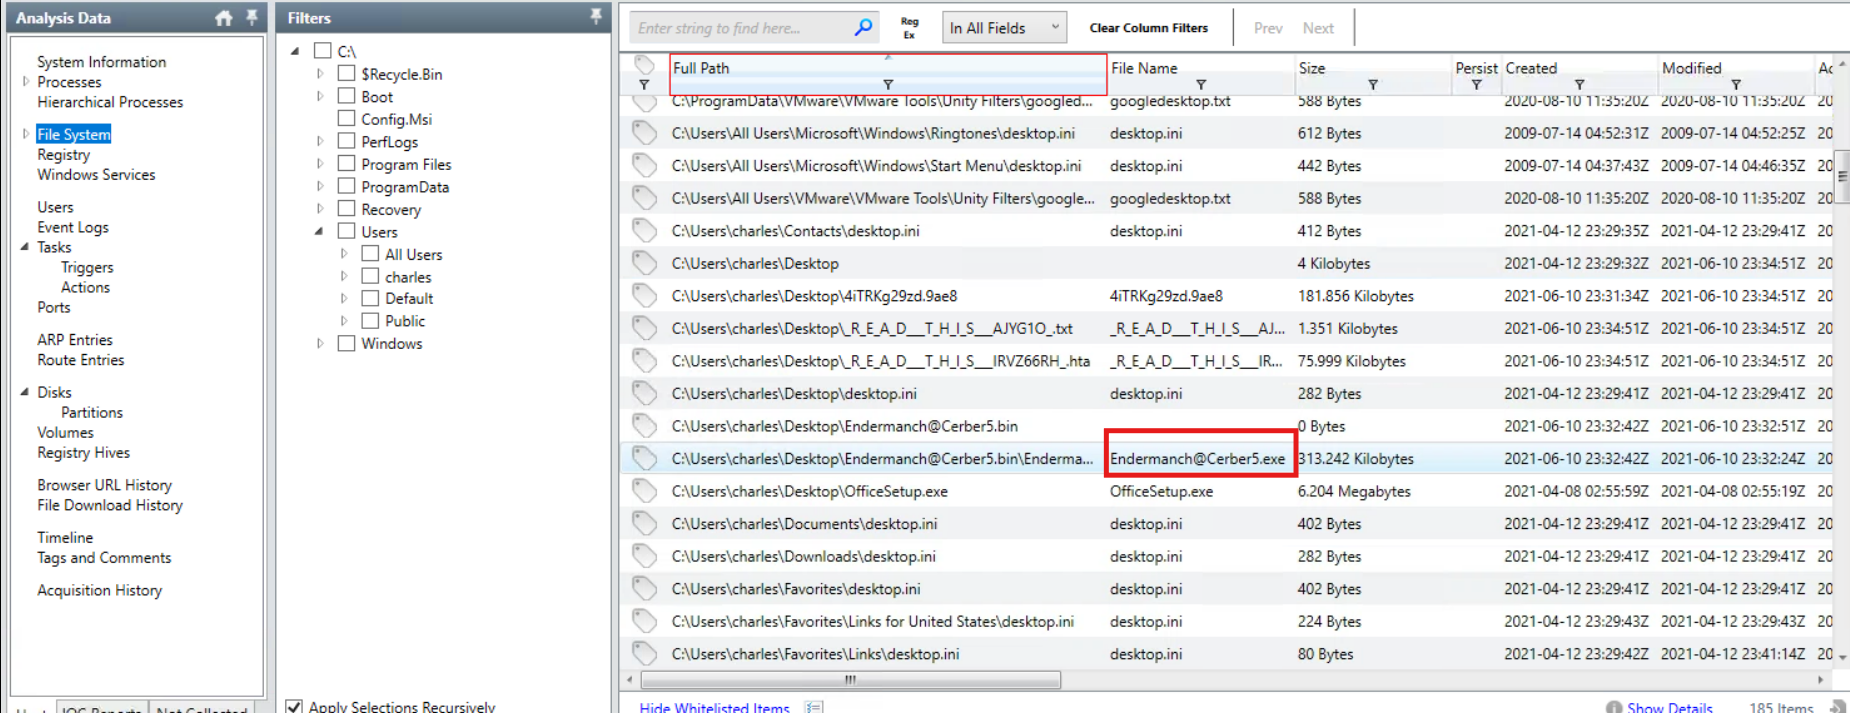 Analysis Data
System Information
Processes
Hierarchical Processes
File System
Registry
Windows Services
Users
Event Logs
Tasks
Triggers
Actions
Ports
ARP Entries
Route Entries
Disks
Partitions
Volumes
Registry Hives
Browser URL History
File Download History
Timeline
Tags and Comments
Acquisition History
IOC Reports Not Collected
Filters
C:\
$Recycle.Bin
Boot
Config.Msi
PerfLogs
Program Files
ProgramData
Recovery
Users
All Users
charles
Default
Public
Windows
Apply Selections Recursively
Enter string to find here... Reg Ex In All Fields Clear Column Filters Prev Next
Full Path File Name Size Persist Created Modified Ac
C:\ProgramData\VMware\VMware Tools\Unity Filters\googled... googledesktop.txt 588 Bytes 2020-08-10 11:35:20Z 2020-08-10 11:35:20Z 20
C:\Users\All Users\Microsoft\Windows\Ringtones\desktop.ini desktop.ini 612 Bytes 2009-07-14 04:52:31Z 2009-07-14 04:52:25Z 20
C:\Users\All Users\Microsoft\Windows\Start Menu\desktop.ini desktop.ini 442 Bytes 2009-07-14 04:37:43Z 2009-07-14 04:46:35Z 20
C:\Users\All Users\VMware\VMware Tools\Unity Filters\google... googledesktop.txt 588 Bytes 2020-08-10 11:35:20Z 2020-08-10 11:35:20Z 20
C:\Users\charles\Contacts\desktop.ini desktop.ini 412 Bytes 2021-04-12 23:29:35Z 2021-04-12 23:29:41Z 20
C:\Users\charles\Desktop 4 Kilobytes 2021-04-12 23:29:32Z 2021-06-10 23:34:51Z 20
C:\Users\charles\Desktop\4iTRKg29zd.9ae8 4iTRKg29zd.9ae8 181.856 Kilobytes 2021-06-10 23:31:34Z 2021-06-10 23:34:51Z 20
C:\Users\charles\Desktop\_R_E_A_D___T_H_I_S___AJYG1O_.txt _R_E_A_D___T_H_I_S___AJ... 1.351 Kilobytes 2021-06-10 23:34:51Z 2021-06-10 23:34:51Z 20
C:\Users\charles\Desktop\_R_E_A_D___T_H_I_S___IRVZ66RH_.hta _R_E_A_D___T_H_I_S___IR... 75.999 Kilobytes 2021-06-10 23:34:51Z 2021-06-10 23:34:51Z 20
C:\Users\charles\Desktop\desktop.ini desktop.ini 282 Bytes 2021-04-12 23:29:41Z 2021-04-12 23:29:41Z 20
C:\Users\charles\Desktop\Endermanch@Cerber5.bin 0 Bytes 2021-06-10 23:32:42Z 2021-06-10 23:32:51Z 20
C:\Users\charles\Desktop\Endermanch@Cerber5.bin\Enderma... Endermanch@Cerber5.exe 313.242 Kilobytes 2021-06-10 23:32:42Z 2021-06-10 23:32:24Z 20
C:\Users\charles\Desktop\OfficeSetup.exe OfficeSetup.exe 6.204 Megabytes 2021-04-08 02:55:59Z 2021-04-08 02:55:19Z 20
C:\Users\charles\Documents\desktop.ini desktop.ini 402 Bytes 2021-04-12 23:29:41Z 2021-04-12 23:29:41Z 20
C:\Users\charles\Downloads\desktop.ini desktop.ini 282 Bytes 2021-04-12 23:29:41Z 2021-04-12 23:29:41Z 20
C:\Users\charles\Favorites\desktop.ini desktop.ini 402 Bytes 2021-04-12 23:29:41Z 2021-04-12 23:29:41Z 20
C:\Users\charles\Favorites\Links for United States\desktop.ini desktop.ini 224 Bytes 2021-04-12 23:29:43Z 2021-04-12 23:29:43Z 20
C:\Users\charles\Favorites\Links\desktop.ini desktop.ini 80 Bytes 2021-04-12 23:29:42Z 2021-04-12 23:41:14Z 20
Hide Whitelisted Items Show Details 185 Items